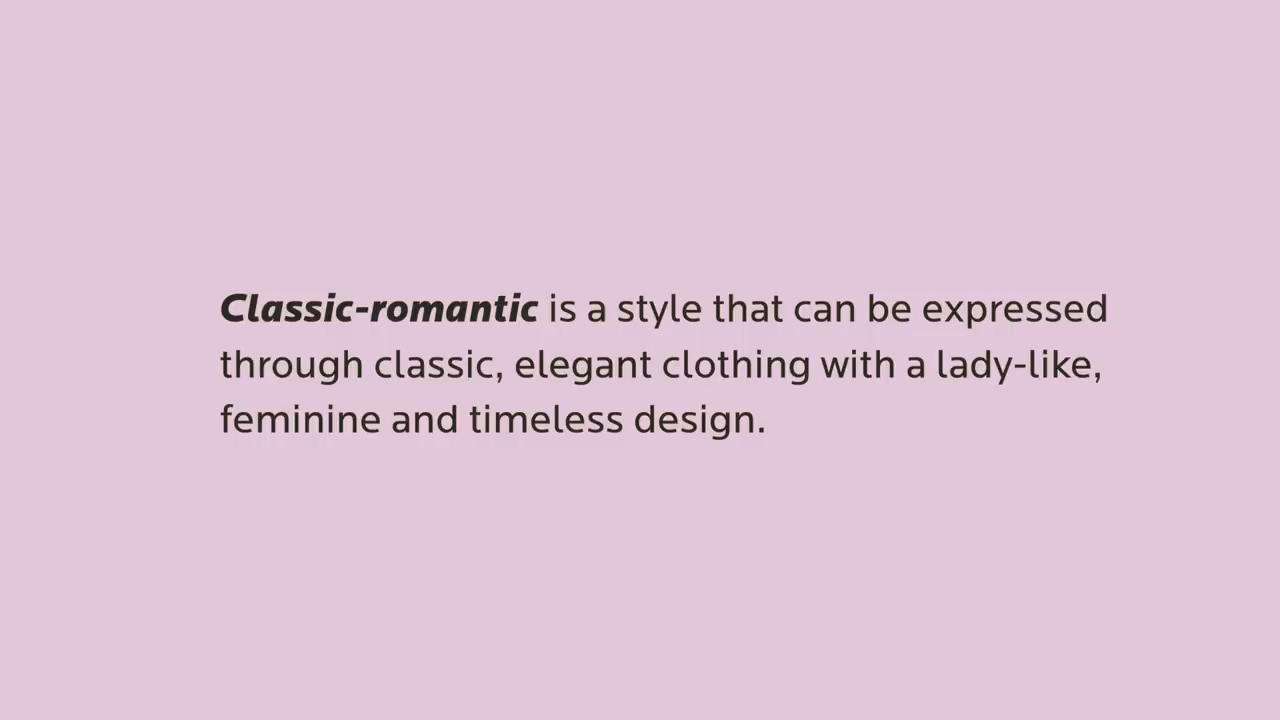 Classic-romantic is a style that can be expressed
through classic, elegant clothing with a lady-like,
feminine and timeless design.